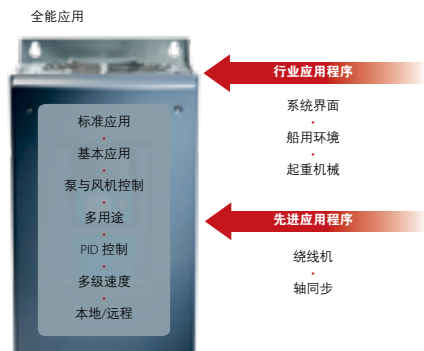 全能应用
标准应用
基本应用
泵与风机控制
多用途
PID 控制
多级速度
本地/远程
行业应用程序
系统界面
船用环境
起重机械
先进应用程序
绕线机
轴同步